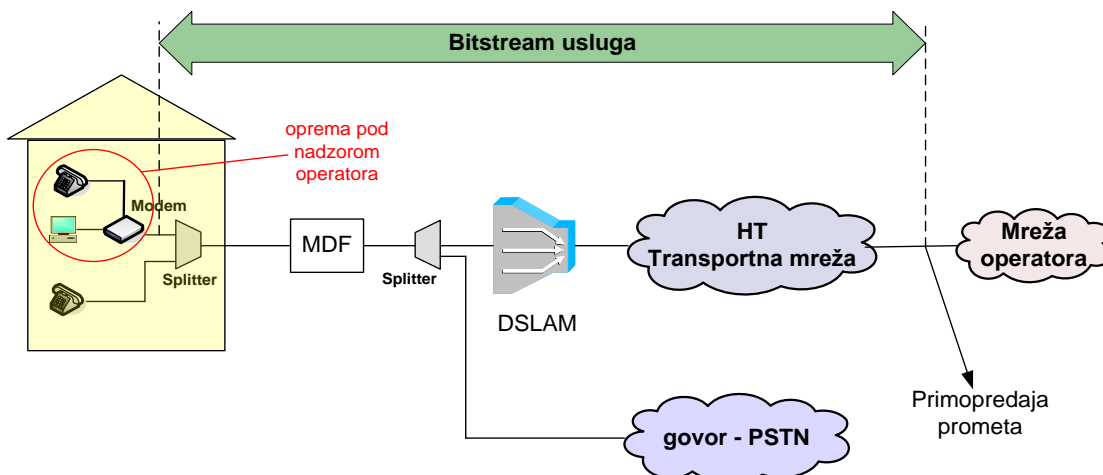 Bitstream usluga
oprema pod
nadzorom
operatora
Modem
Splitter
MDF
Splitter
DSLAM
HT
Transportna mreža
Mreža
operatora
Primopredaja
prometa
govor - PSTN